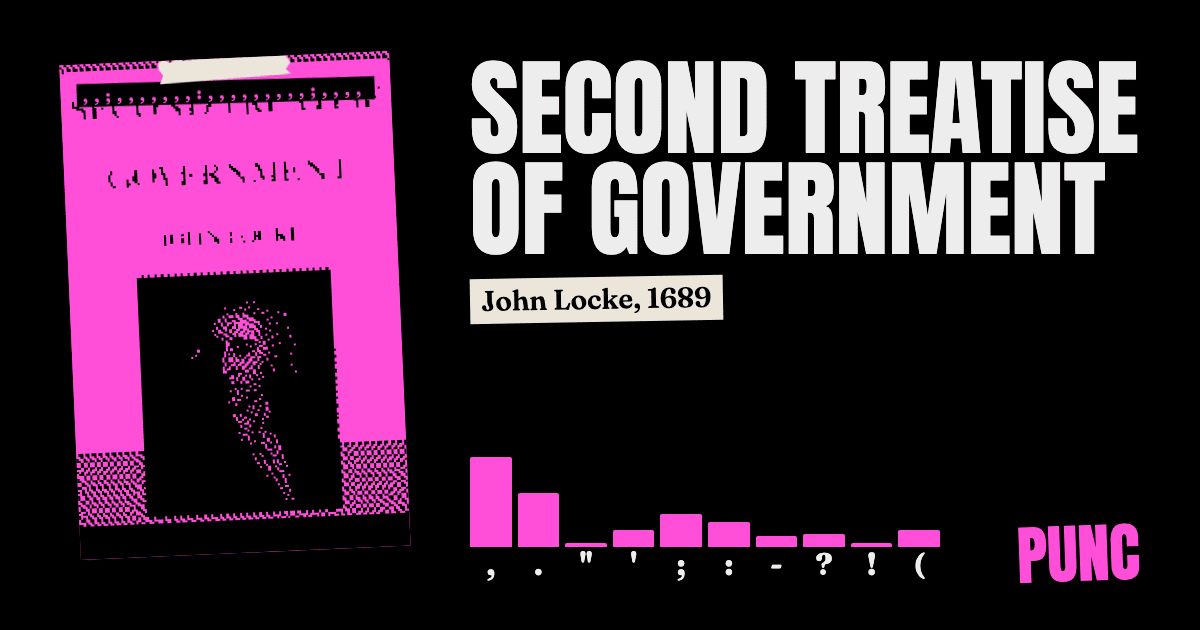 GOVERNMENT
SECOND TREATISE
OF GOVERNMENT
John Locke, 1689
, . " ' ; : - ? ! (
PUNC